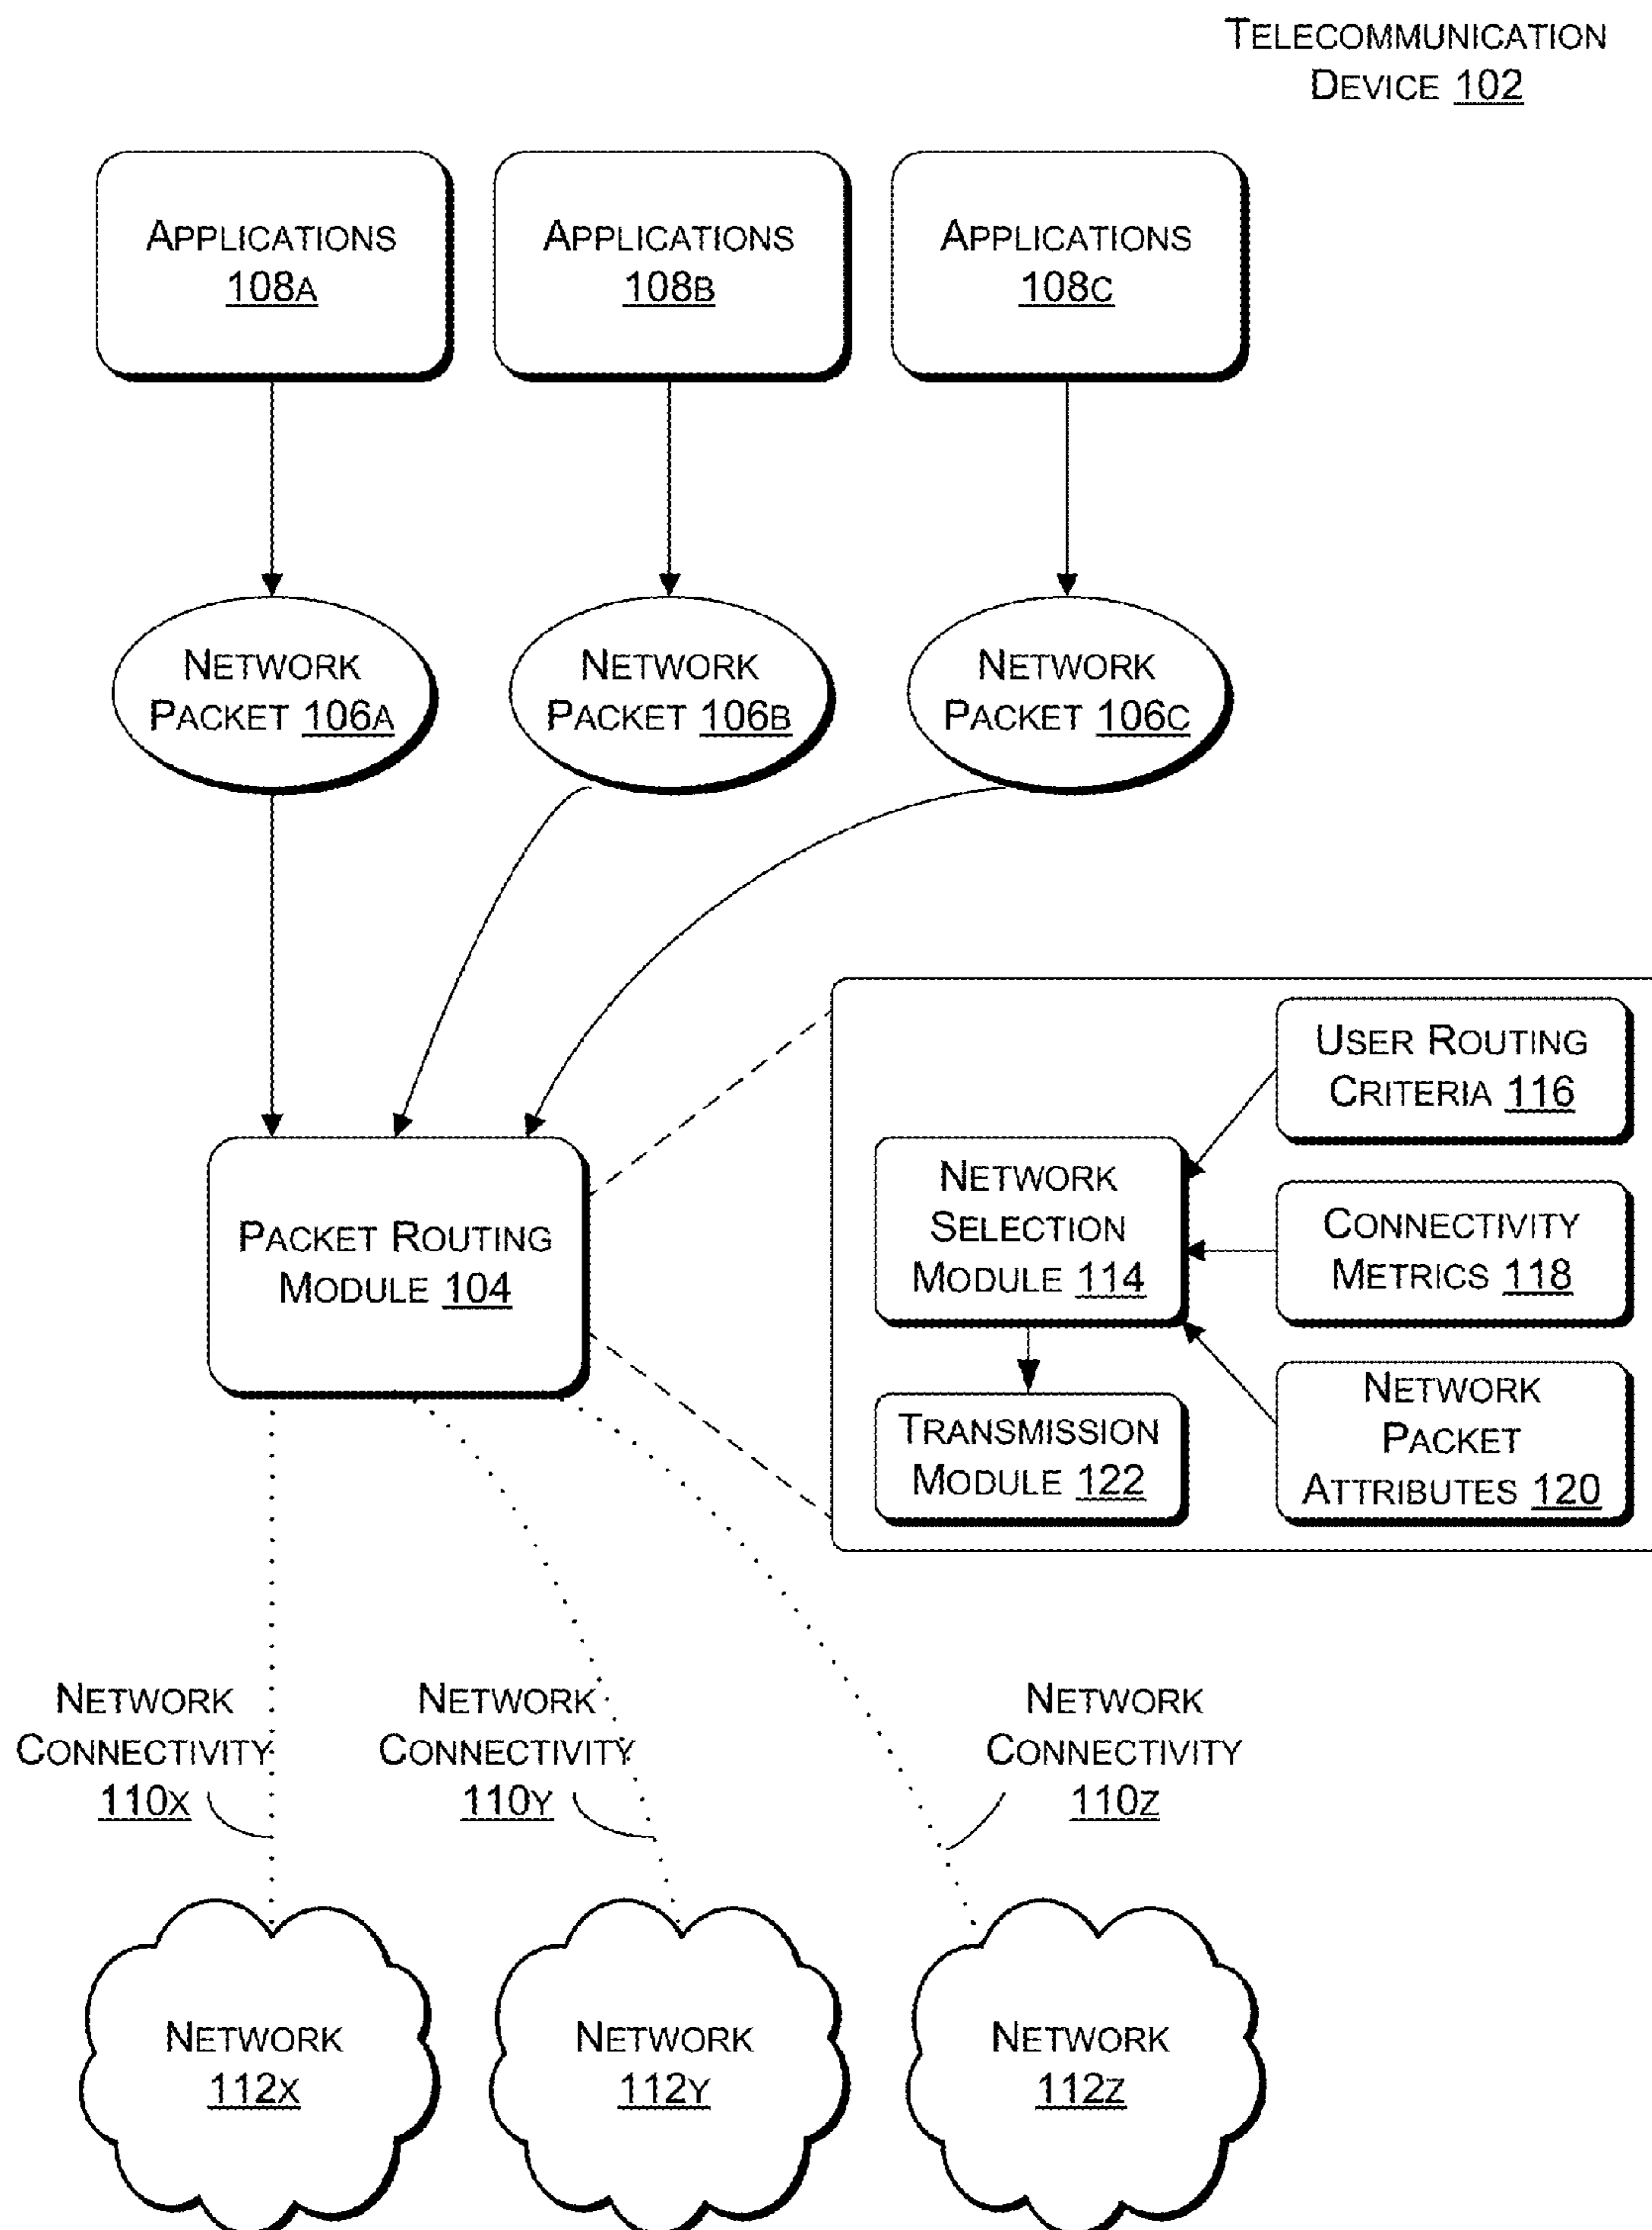 TELECOMMUNICATION
DEVICE 102
APPLICATIONS
108A
APPLICATIONS
108B
APPLICATIONS
108C
NETWORK
PACKET 106A
NETWORK
PACKET 106B
NETWORK
PACKET 106C
PACKET ROUTING
MODULE 104
USER ROUTING
CRITERIA 116
NETWORK
SELECTION
MODULE 114
CONNECTIVITY
METRICS 118
TRANSMISSION
MODULE 122
NETWORK
PACKET
ATTRIBUTES 120
NETWORK
CONNECTIVITY
110X
NETWORK
CONNECTIVITY
110Y
NETWORK
CONNECTIVITY
110Z
NETWORK
112X
NETWORK
112Y
NETWORK
112Z